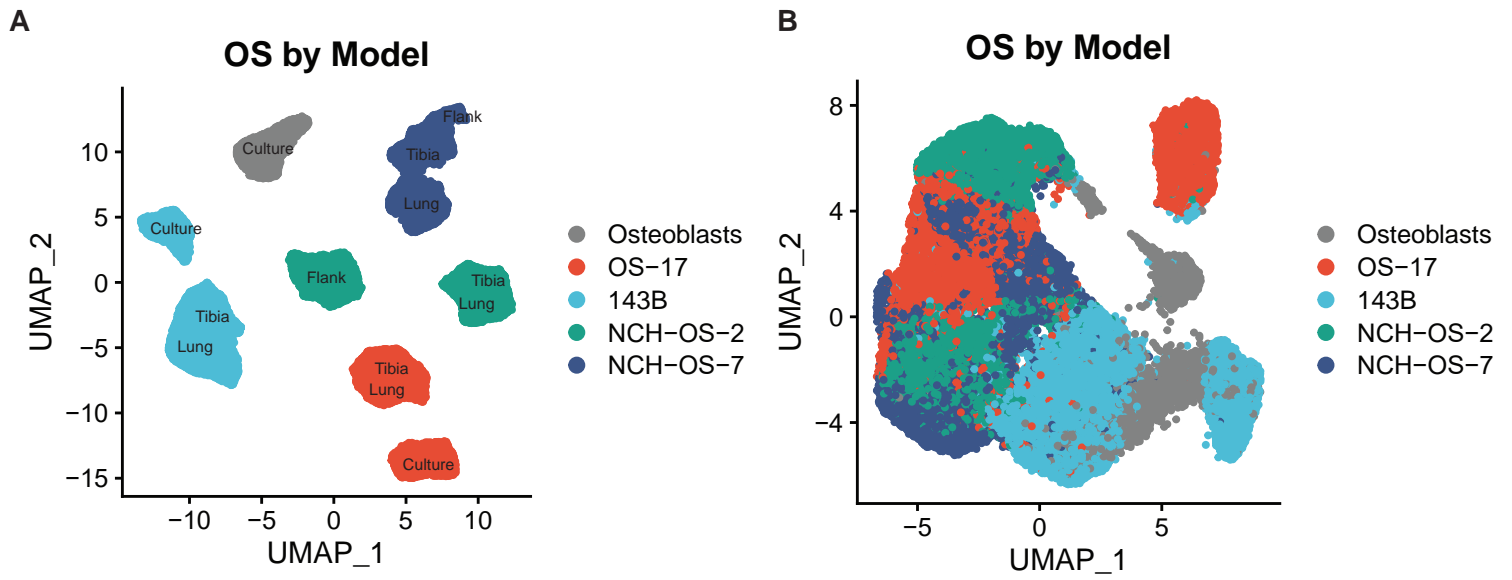 A
OS by Model
UMAP_2
10
5
0
−5
−10
−15
−10
−5
0
5
10
UMAP_1
Culture
Flank
Tibia
Lung
Culture
Flank
Tibia
Lung
Tibia
Lung
Tibia
Lung
Culture
Osteoblasts
OS−17
143B
NCH−OS−2
NCH−OS−7
B
OS by Model
UMAP_2
8
4
0
−4
−5
0
5
UMAP_1
Osteoblasts
OS−17
143B
NCH−OS−2
NCH−OS−7